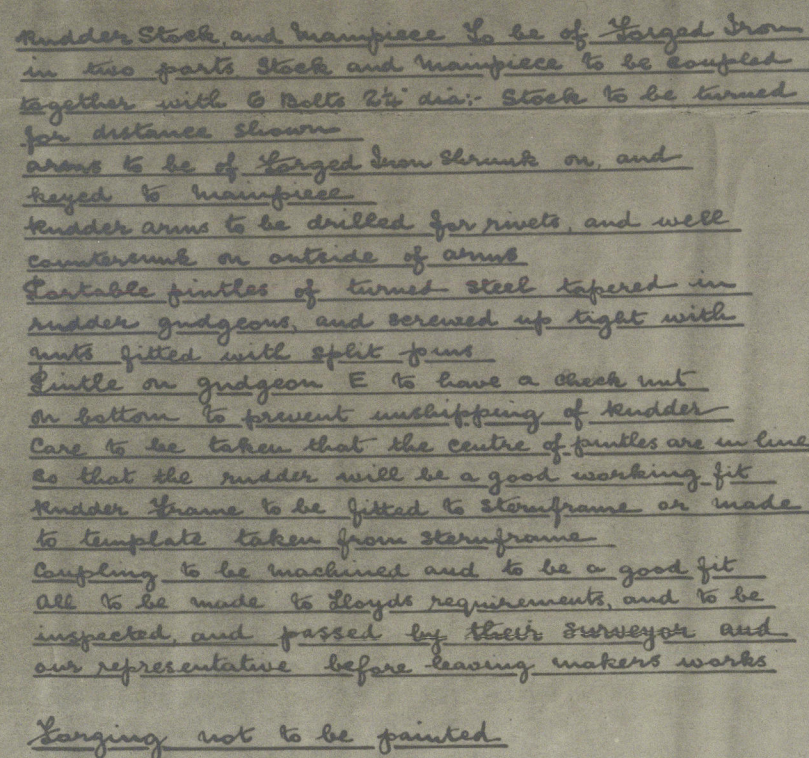 Rudder Stock, and Mainpiece To be of Forged Iron
in two parts Stock and Mainpiece to be coupled
together with 6 Bolts 2¼" dia:- Stock to be turned
for distance shown
arms to be of Forged Iron Shrunk on, and
keyed to Mainpiece
Rudder arms to be drilled for rivets, and well
countersunk on outside of arms
Portable pintles of turned steel tapered in
rudder gudgeons, and screwed up tight with
nuts fitted with split pins
Pintle on gudgeon E to have a check nut
on bottom to prevent unshipping of Rudder
Care to be taken that the centre of pintles are in line
so that the rudder will be a good working fit
Rudder Frame to be fitted to Sternframe or made
to template taken from Sternframe
Coupling to be machined and to be a good fit
All to be made to Lloyds requirements, and to be
inspected, and passed by their Surveyor and
our representative before leaving makers works
Forging not to be painted